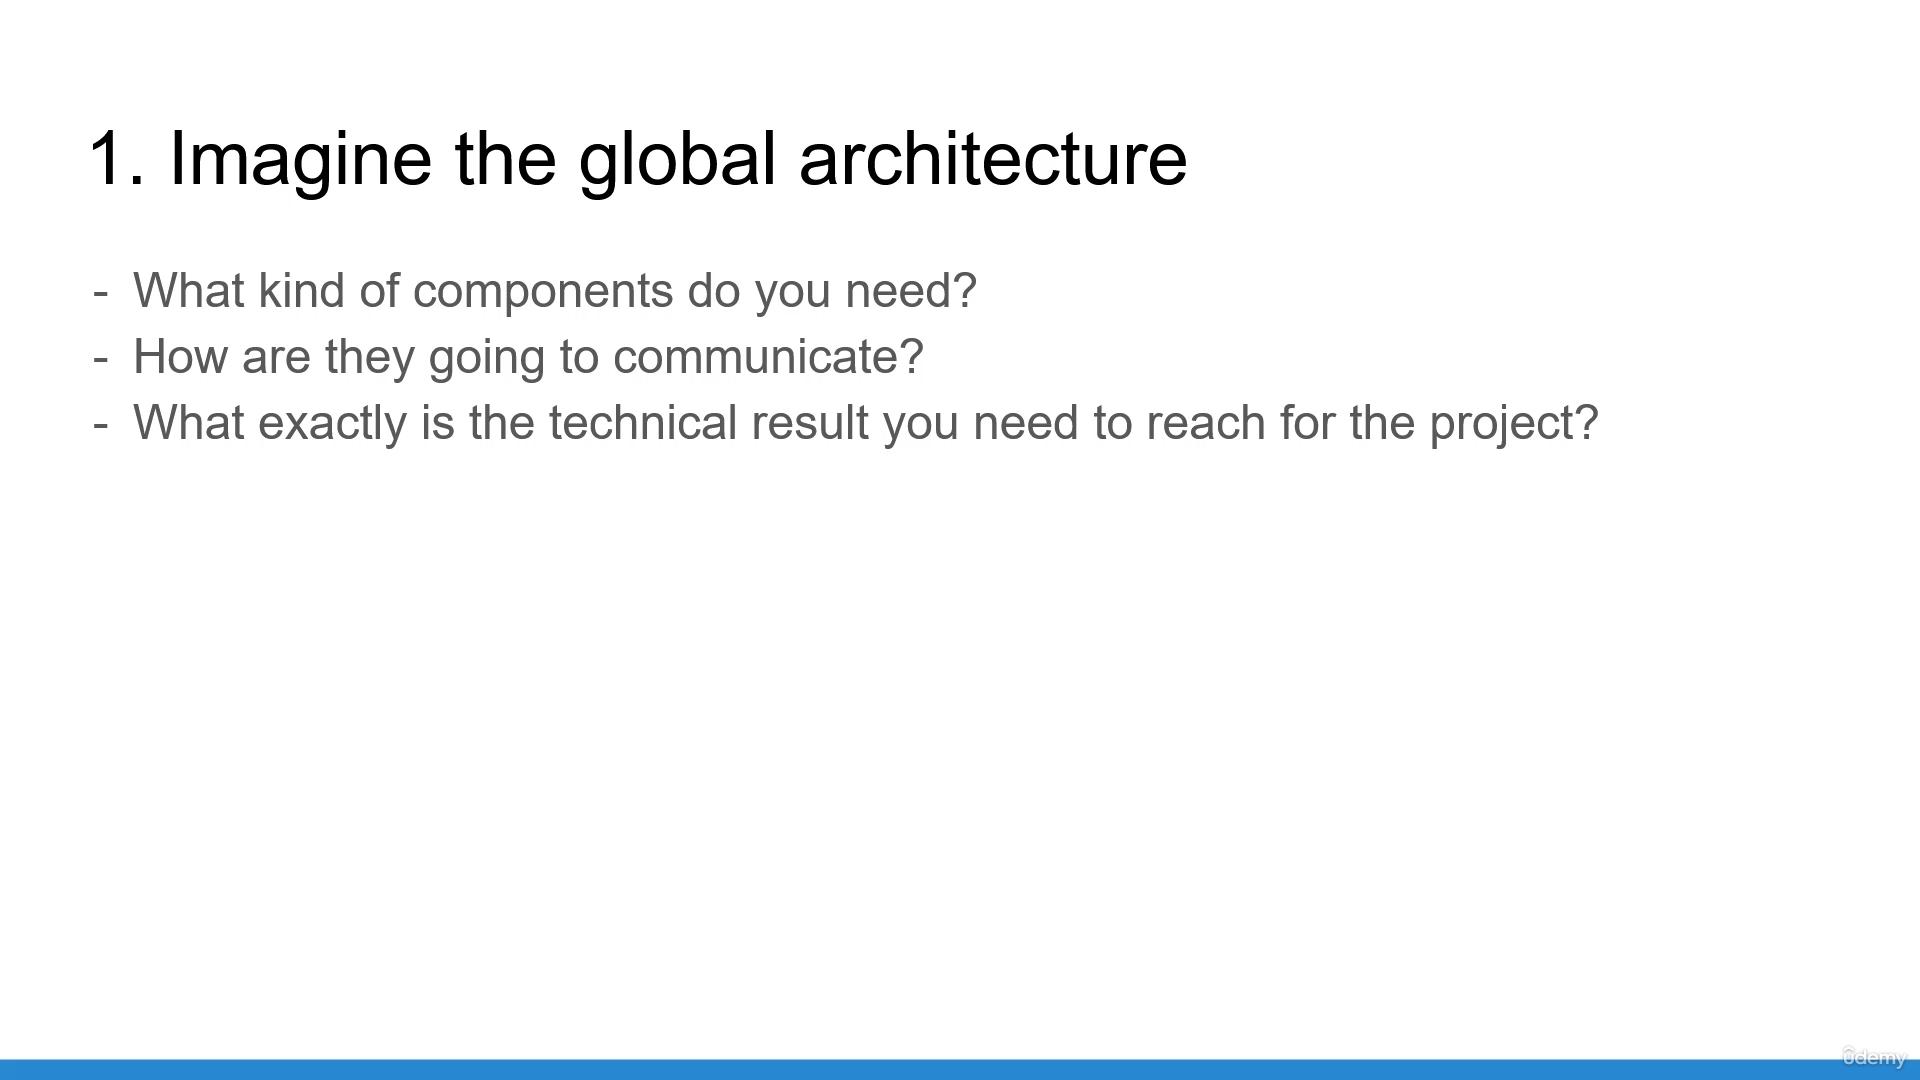 1. Imagine the global architecture
- What kind of components do you need?
- How are they going to communicate?
- What exactly is the technical result you need to reach for the project?
ûdemy